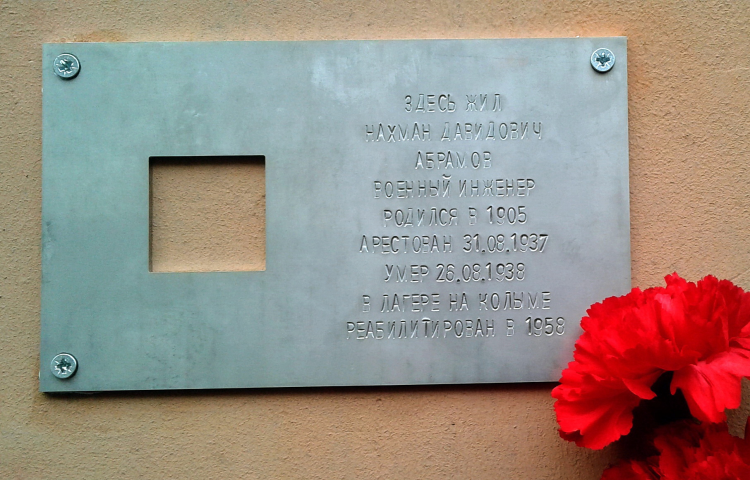 ЗДЕСЬ ЖИЛ
НАХМАН ДАВИДОВИЧ
АБРАМОВ
ВОЕННЫЙ ИНЖЕНЕР
РОДИЛСЯ В 1905
АРЕСТОВАН 31.08.1937
УМЕР 26.08.1938
В ЛАГЕРЕ НА КОЛЫМЕ
РЕАБИЛИТИРОВАН В 1958